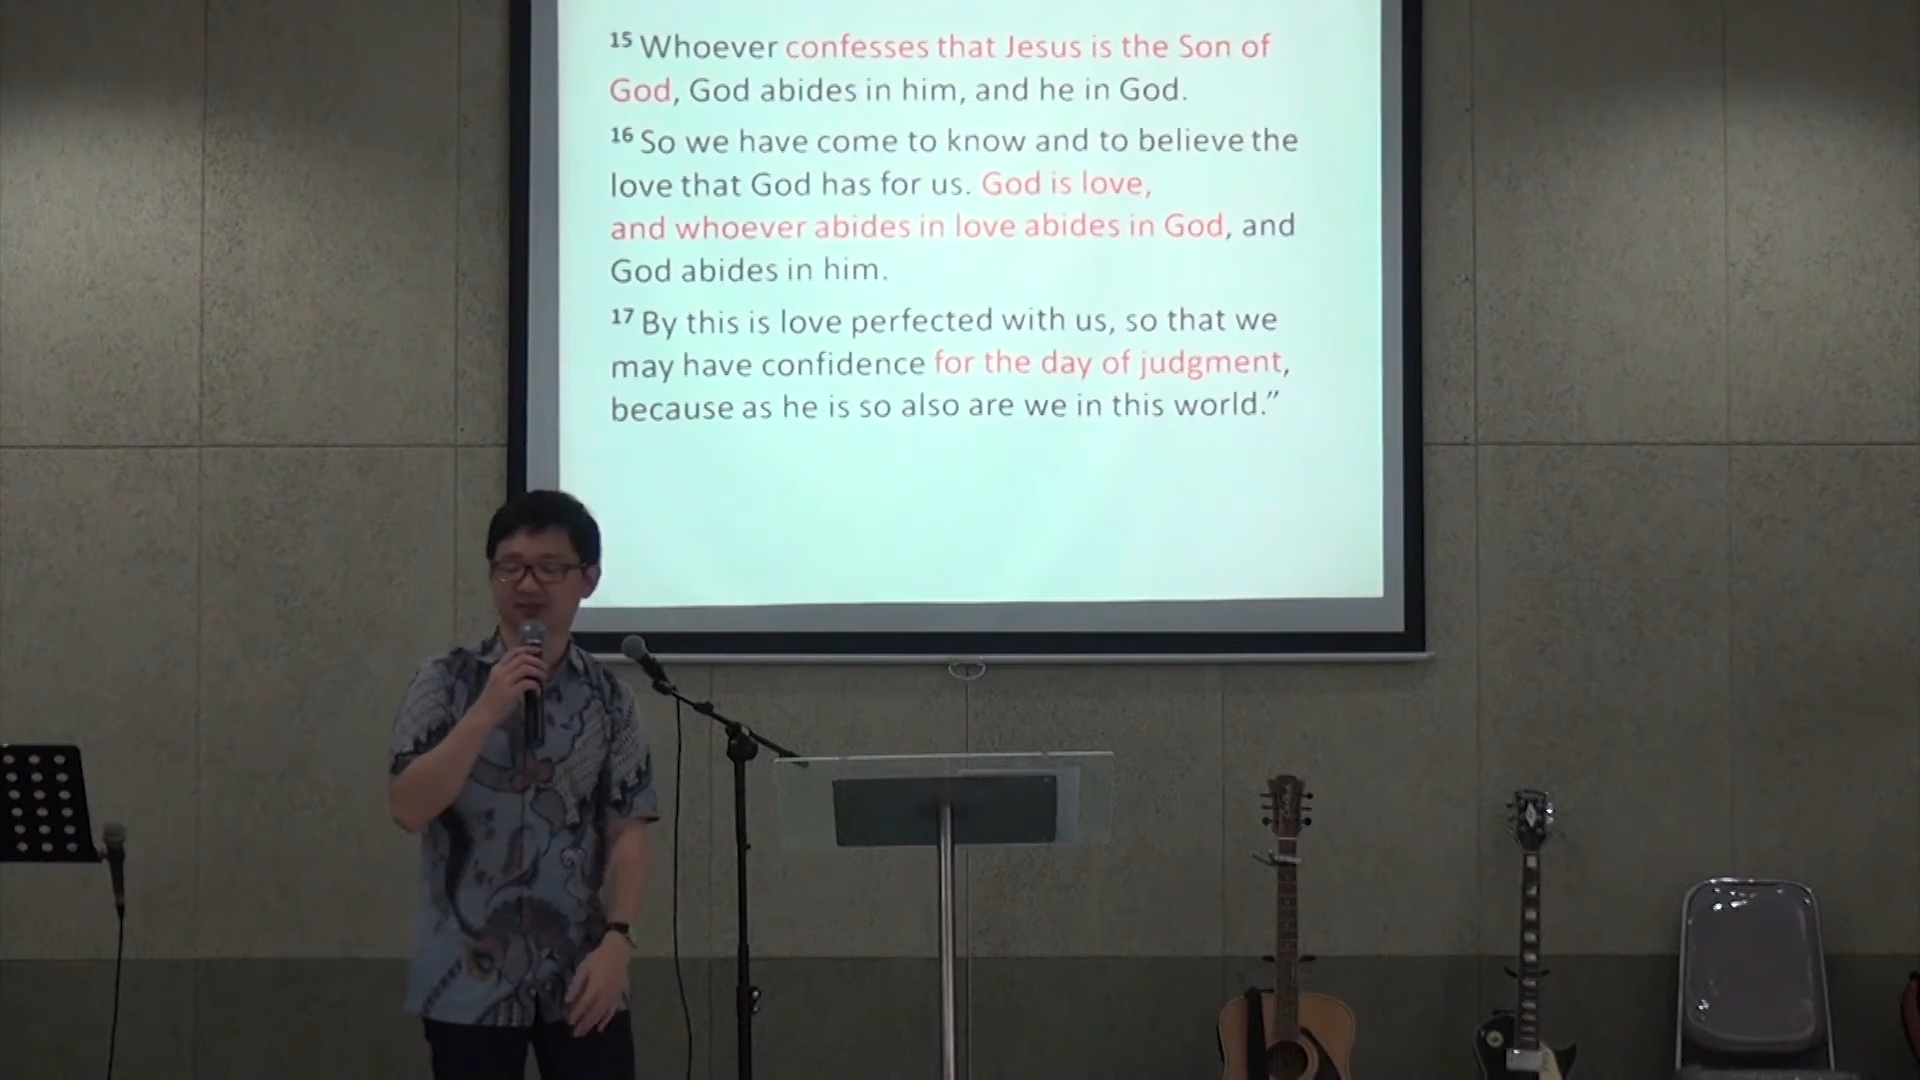 15 Whoever confesses that Jesus is the Son of
God, God abides in him, and he in God.
16 So we have come to know and to believe the
love that God has for us. God is love,
and whoever abides in love abides in God, and
God abides in him.
17 By this is love perfected with us, so that we
may have confidence for the day of judgment,
because as he is so also are we in this world.”